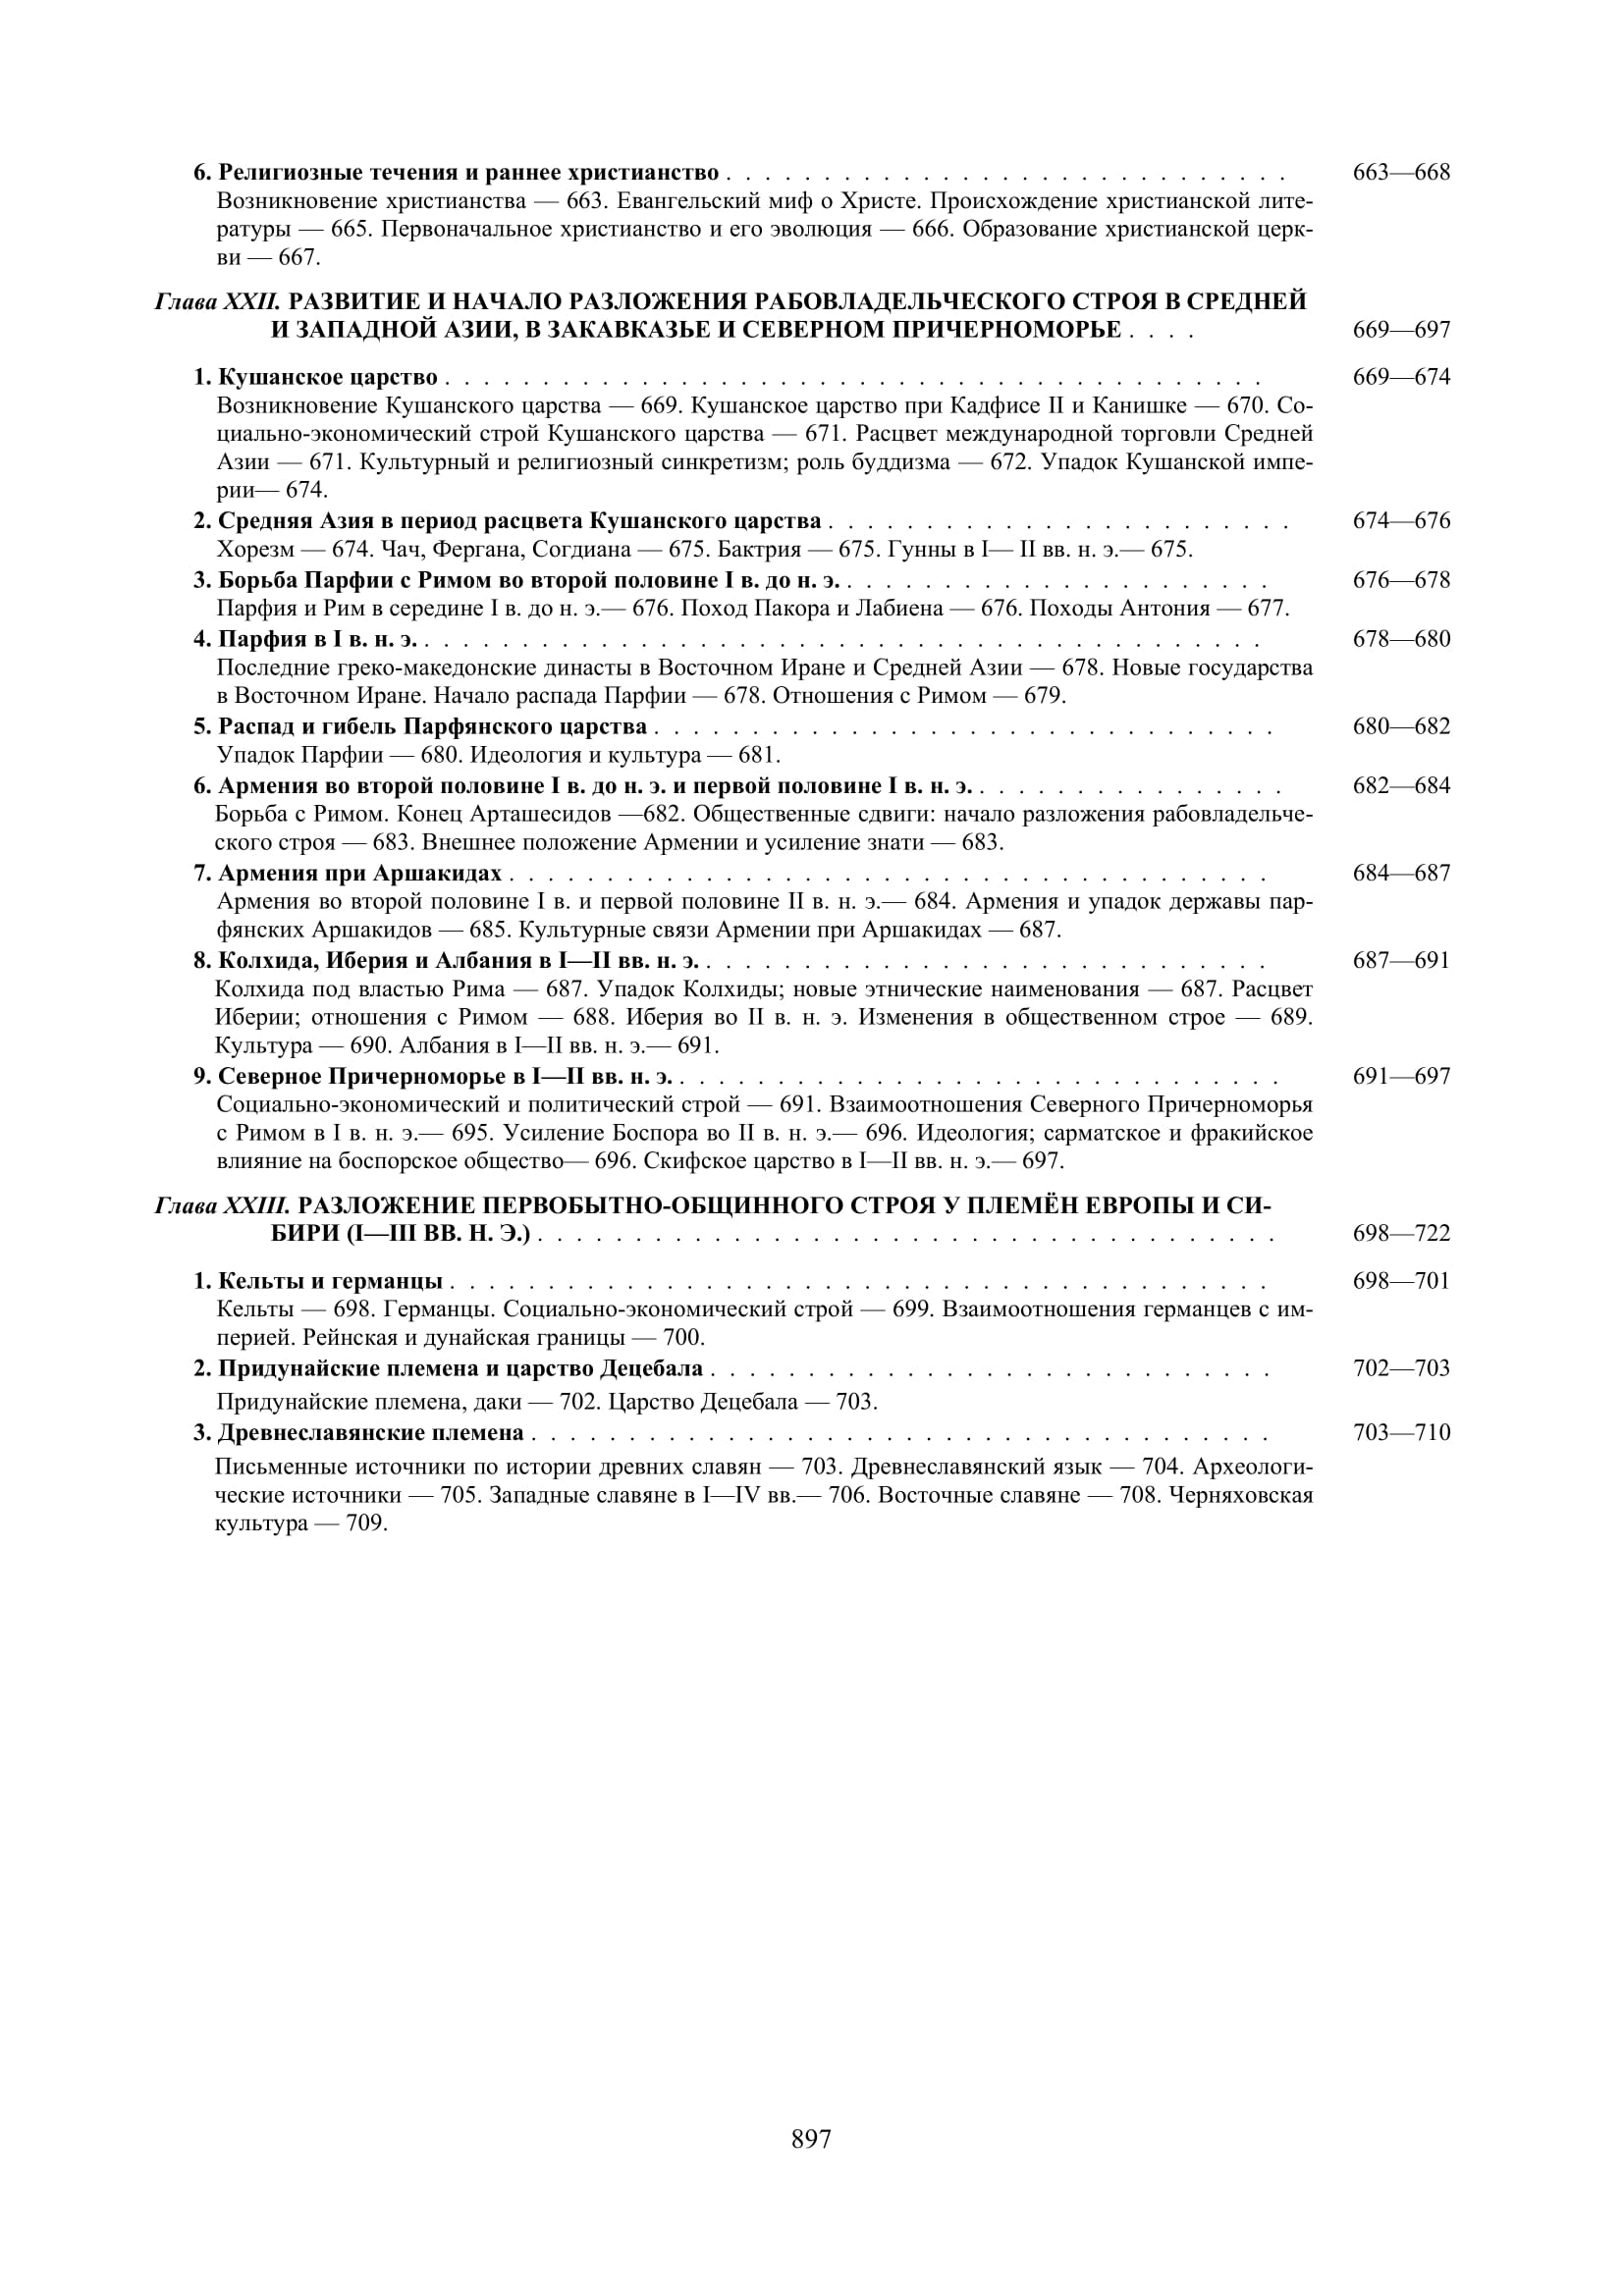 6. Религиозные течения и раннее христианство . . . . . . . . . . . . . . . . . . . . . . . . . . . . . 663—668
Возникновение христианства — 663. Евангельский миф о Христе. Происхождение христианской лите-
ратуры — 665. Первоначальное христианство и его эволюция — 666. Образование христианской церк-
ви — 667.
Глава XXII. РАЗВИТИЕ И НАЧАЛО РАЗЛОЖЕНИЯ РАБОВЛАДЕЛЬЧЕСКОГО СТРОЯ В СРЕДНЕЙ
И ЗАПАДНОЙ АЗИИ, В ЗАКАВКАЗЬЕ И СЕВЕРНОМ ПРИЧЕРНОМОРЬЕ . . . . 669—697
1. Кушанское царство . . . . . . . . . . . . . . . . . . . . . . . . . . . . . . . . . . . . . . . . . . 669—674
Возникновение Кушанского царства — 669. Кушанское царство при Кадфисе II и Канишке — 670. Со-
циально-экономический строй Кушанского царства — 671. Расцвет международной торговли Средней
Азии — 671. Культурный и религиозный синкретизм; роль буддизма — 672. Упадок Кушанской импе-
рии— 674.
2. Средняя Азия в период расцвета Кушанского царства . . . . . . . . . . . . . . . . . . . . . . . . 674—676
Хорезм — 674. Чач, Фергана, Согдиана — 675. Бактрия — 675. Гунны в I— II вв. н. э.— 675.
3. Борьба Парфии с Римом во второй половине I в. до н. э. . . . . . . . . . . . . . . . . . . . . . . 676—678
Парфия и Рим в середине I в. до н. э.— 676. Поход Пакора и Лабиена — 676. Походы Антония — 677.
4. Парфия в I в. н. э. . . . . . . . . . . . . . . . . . . . . . . . . . . . . . . . . . . . . . . . . . . . 678—680
Последние греко-македонские династы в Восточном Иране и Средней Азии — 678. Новые государства
в Восточном Иране. Начало распада Парфии — 678. Отношения с Римом — 679.
5. Распад и гибель Парфянского царства . . . . . . . . . . . . . . . . . . . . . . . . . . . . . . . . 680—682
Упадок Парфии — 680. Идеология и культура — 681.
6. Армения во второй половине I в. до н. э. и первой половине I в. н. э. . . . . . . . . . . . . . . . . 682—684
Борьба с Римом. Конец Арташесидов —682. Общественные сдвиги: начало разложения рабовладельче-
ского строя — 683. Внешнее положение Армении и усиление знати — 683.
7. Армения при Аршакидах . . . . . . . . . . . . . . . . . . . . . . . . . . . . . . . . . . . . . . . 684—687
Армения во второй половине I в. и первой половине II в. н. э.— 684. Армения и упадок державы пар-
фянских Аршакидов — 685. Культурные связи Армении при Аршакидах — 687.
8. Колхида, Иберия и Албания в I—II вв. н. э. . . . . . . . . . . . . . . . . . . . . . . . . . . . . . 687—691
Колхида под властью Рима — 687. Упадок Колхиды; новые этнические наименования — 687. Расцвет
Иберии; отношения с Римом — 688. Иберия во II в. н. э. Изменения в общественном строе — 689.
Культура — 690. Албания в I—II вв. н. э.— 691.
9. Северное Причерноморье в I—II вв. н. э. . . . . . . . . . . . . . . . . . . . . . . . . . . . . . . . 691—697
Социально-экономический и политический строй — 691. Взаимоотношения Северного Причерноморья
с Римом в I в. н. э.— 695. Усиление Боспора во II в. н. э.— 696. Идеология; сарматское и фракийское
влияние на боспорское общество— 696. Скифское царство в I—II вв. н. э.— 697.
Глава XXIII. РАЗЛОЖЕНИЕ ПЕРВОБЫТНО-ОБЩИННОГО СТРОЯ У ПЛЕМЁН ЕВРОПЫ И СИ-
БИРИ (I—III ВВ. Н. Э.) . . . . . . . . . . . . . . . . . . . . . . . . . . . . . . . . . . . . . . 698—722
1. Кельты и германцы . . . . . . . . . . . . . . . . . . . . . . . . . . . . . . . . . . . . . . . . . . 698—701
Кельты — 698. Германцы. Социально-экономический строй — 699. Взаимоотношения германцев с им-
перией. Рейнская и дунайская границы — 700.
2. Придунайские племена и царство Децебала . . . . . . . . . . . . . . . . . . . . . . . . . . . . . 702—703
Придунайские племена, даки — 702. Царство Децебала — 703.
3. Древнеславянские племена . . . . . . . . . . . . . . . . . . . . . . . . . . . . . . . . . . . . . . 703—710
Письменные источники по истории древних славян — 703. Древнеславянский язык — 704. Археологи-
ческие источники — 705. Западные славяне в I—IV вв.— 706. Восточные славяне — 708. Черняховская
культура — 709.
897